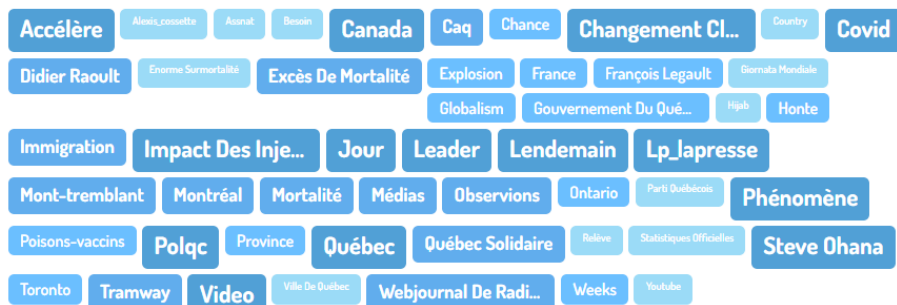 Accélère Alexis_cossette Assnat Besoin Canada Caq Chance Changement Cl... Country Covid
Didier Raoult Enorme Surmortalité Excès De Mortalité Explosion France François Legault Giornata Mondiale
Globalism Gouvernement Du Qué... Hijab Honte
Immigration Impact Des Inje... Jour Leader Lendemain Lp_lapresse
Mont-tremblant Montréal Mortalité Médias Observions Ontario Parti Québécois Phénomène
Poisons-vaccins Polqc Province Québec Québec Solidaire Relève Statistiques Officielles Steve Ohana
Toronto Tramway Video Ville De Québec Webjournal De Radi... Weeks Youtube